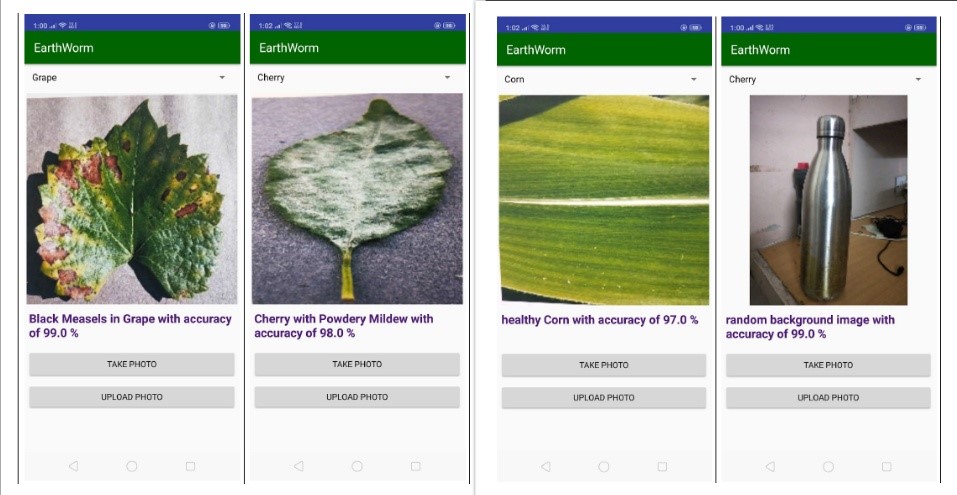 1:00
EarthWorm
Grape
Black Measels in Grape with accuracy
of 99.0 %
TAKE PHOTO
UPLOAD PHOTO
1:02
EarthWorm
Cherry
Cherry with Powdery Mildew with
accuracy of 98.0 %
TAKE PHOTO
UPLOAD PHOTO
1:02
EarthWorm
Corn
healthy Corn with accuracy of 97.0 %
TAKE PHOTO
UPLOAD PHOTO
1:00
EarthWorm
Cherry
random background image with
accuracy of 99.0 %
TAKE PHOTO
UPLOAD PHOTO